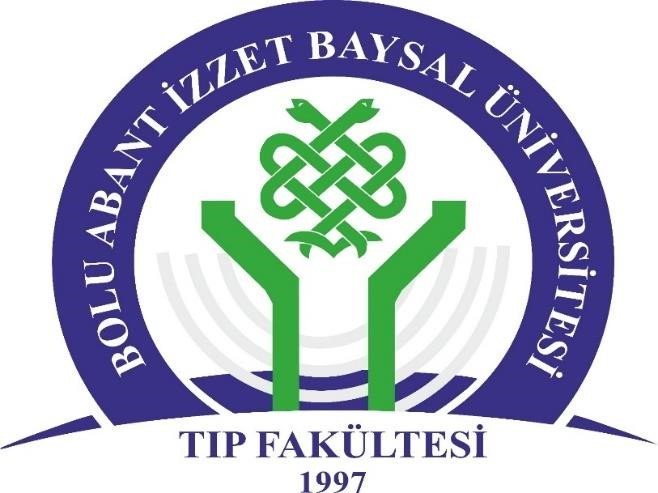 BOLU ABANT İZZET BAYSAL ÜNİVERSİTESİ
TIP FAKÜLTESİ
1997